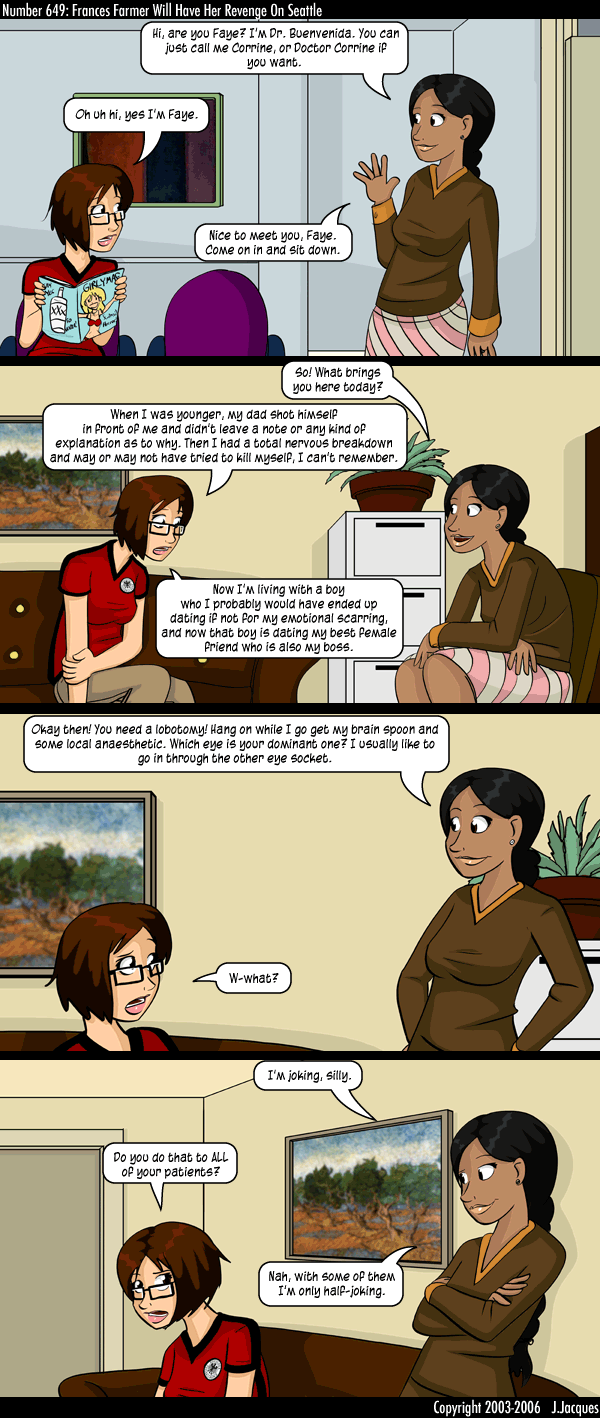 Number 649: Frances Farmer Will Have Her Revenge On Seattle
Hi, are you Faye? I'm Dr. Buenvenida. You can
just call me Corrine, or Doctor Corrine if
you want.
Oh uh hi, yes I'm Faye.
Nice to meet you, Faye.
Come on in and sit down.
GIRLYMAG
XXX
So! What brings
you here today?
When I was younger, my dad shot himself
in front of me and didn't leave a note or any kind of
explanation as to why. Then I had a total nervous breakdown
and may or may not have tried to kill myself, I can't remember.
Now I'm living with a boy
who I probably would have ended up
dating if not for my emotional scarring,
and now that boy is dating my best female
friend who is also my boss.
Okay then! You need a lobotomy! Hang on while I go get my brain spoon and
some local anaesthetic. Which eye is your dominant one? I usually like to
go in through the other eye socket.
W-what?
I'm joking, silly.
Do you do that to ALL
of your patients?
Nah, with some of them
I'm only half-joking.
Copyright 2003-2006 J.Jacques